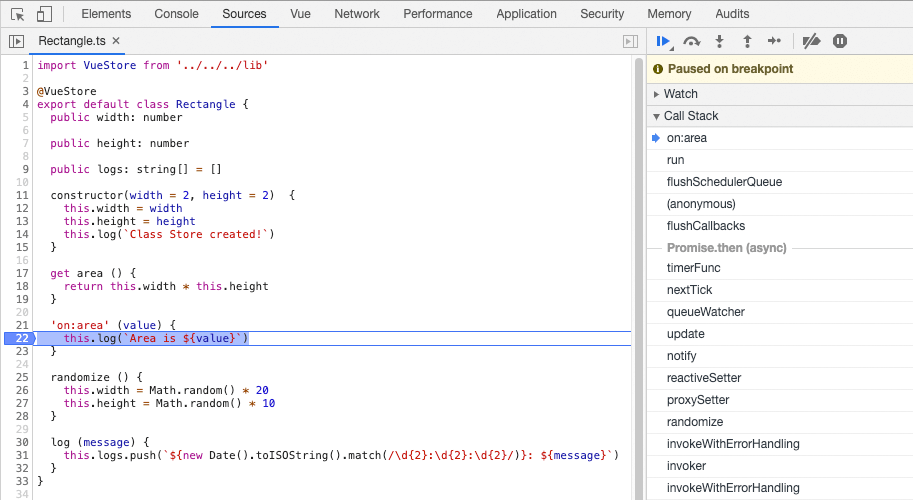 Elements Console Sources Vue Network Performance Application Security Memory Audits
Rectangle.ts ×
1 import VueStore from '../../../lib'
2
3 @VueStore
4 export default class Rectangle {
5   public width: number
6
7   public height: number
8
9   public logs: string[] = []
10
11   constructor(width = 2, height = 2)  {
12     this.width = width
13     this.height = height
14     this.log(`Class Store created!`)
15   }
16
17   get area () {
18     return this.width * this.height
19   }
20
21   'on:area' (value) {
22     this.log(`Area is ${value}`)
23   }
24
25   randomize () {
26     this.width = Math.random() * 20
27     this.height = Math.random() * 10
28   }
29
30   log (message) {
31     this.logs.push(`${new Date().toISOString().match(/\d{2}:\d{2}:\d{2}/)}: ${message}`)
32   }
33 }
34
Paused on breakpoint
Watch
Call Stack
on:area
run
flushSchedulerQueue
(anonymous)
flushCallbacks
Promise.then (async)
timerFunc
nextTick
queueWatcher
update
notify
reactiveSetter
proxySetter
randomize
invokeWithErrorHandling
invoker
invokeWithErrorHandling